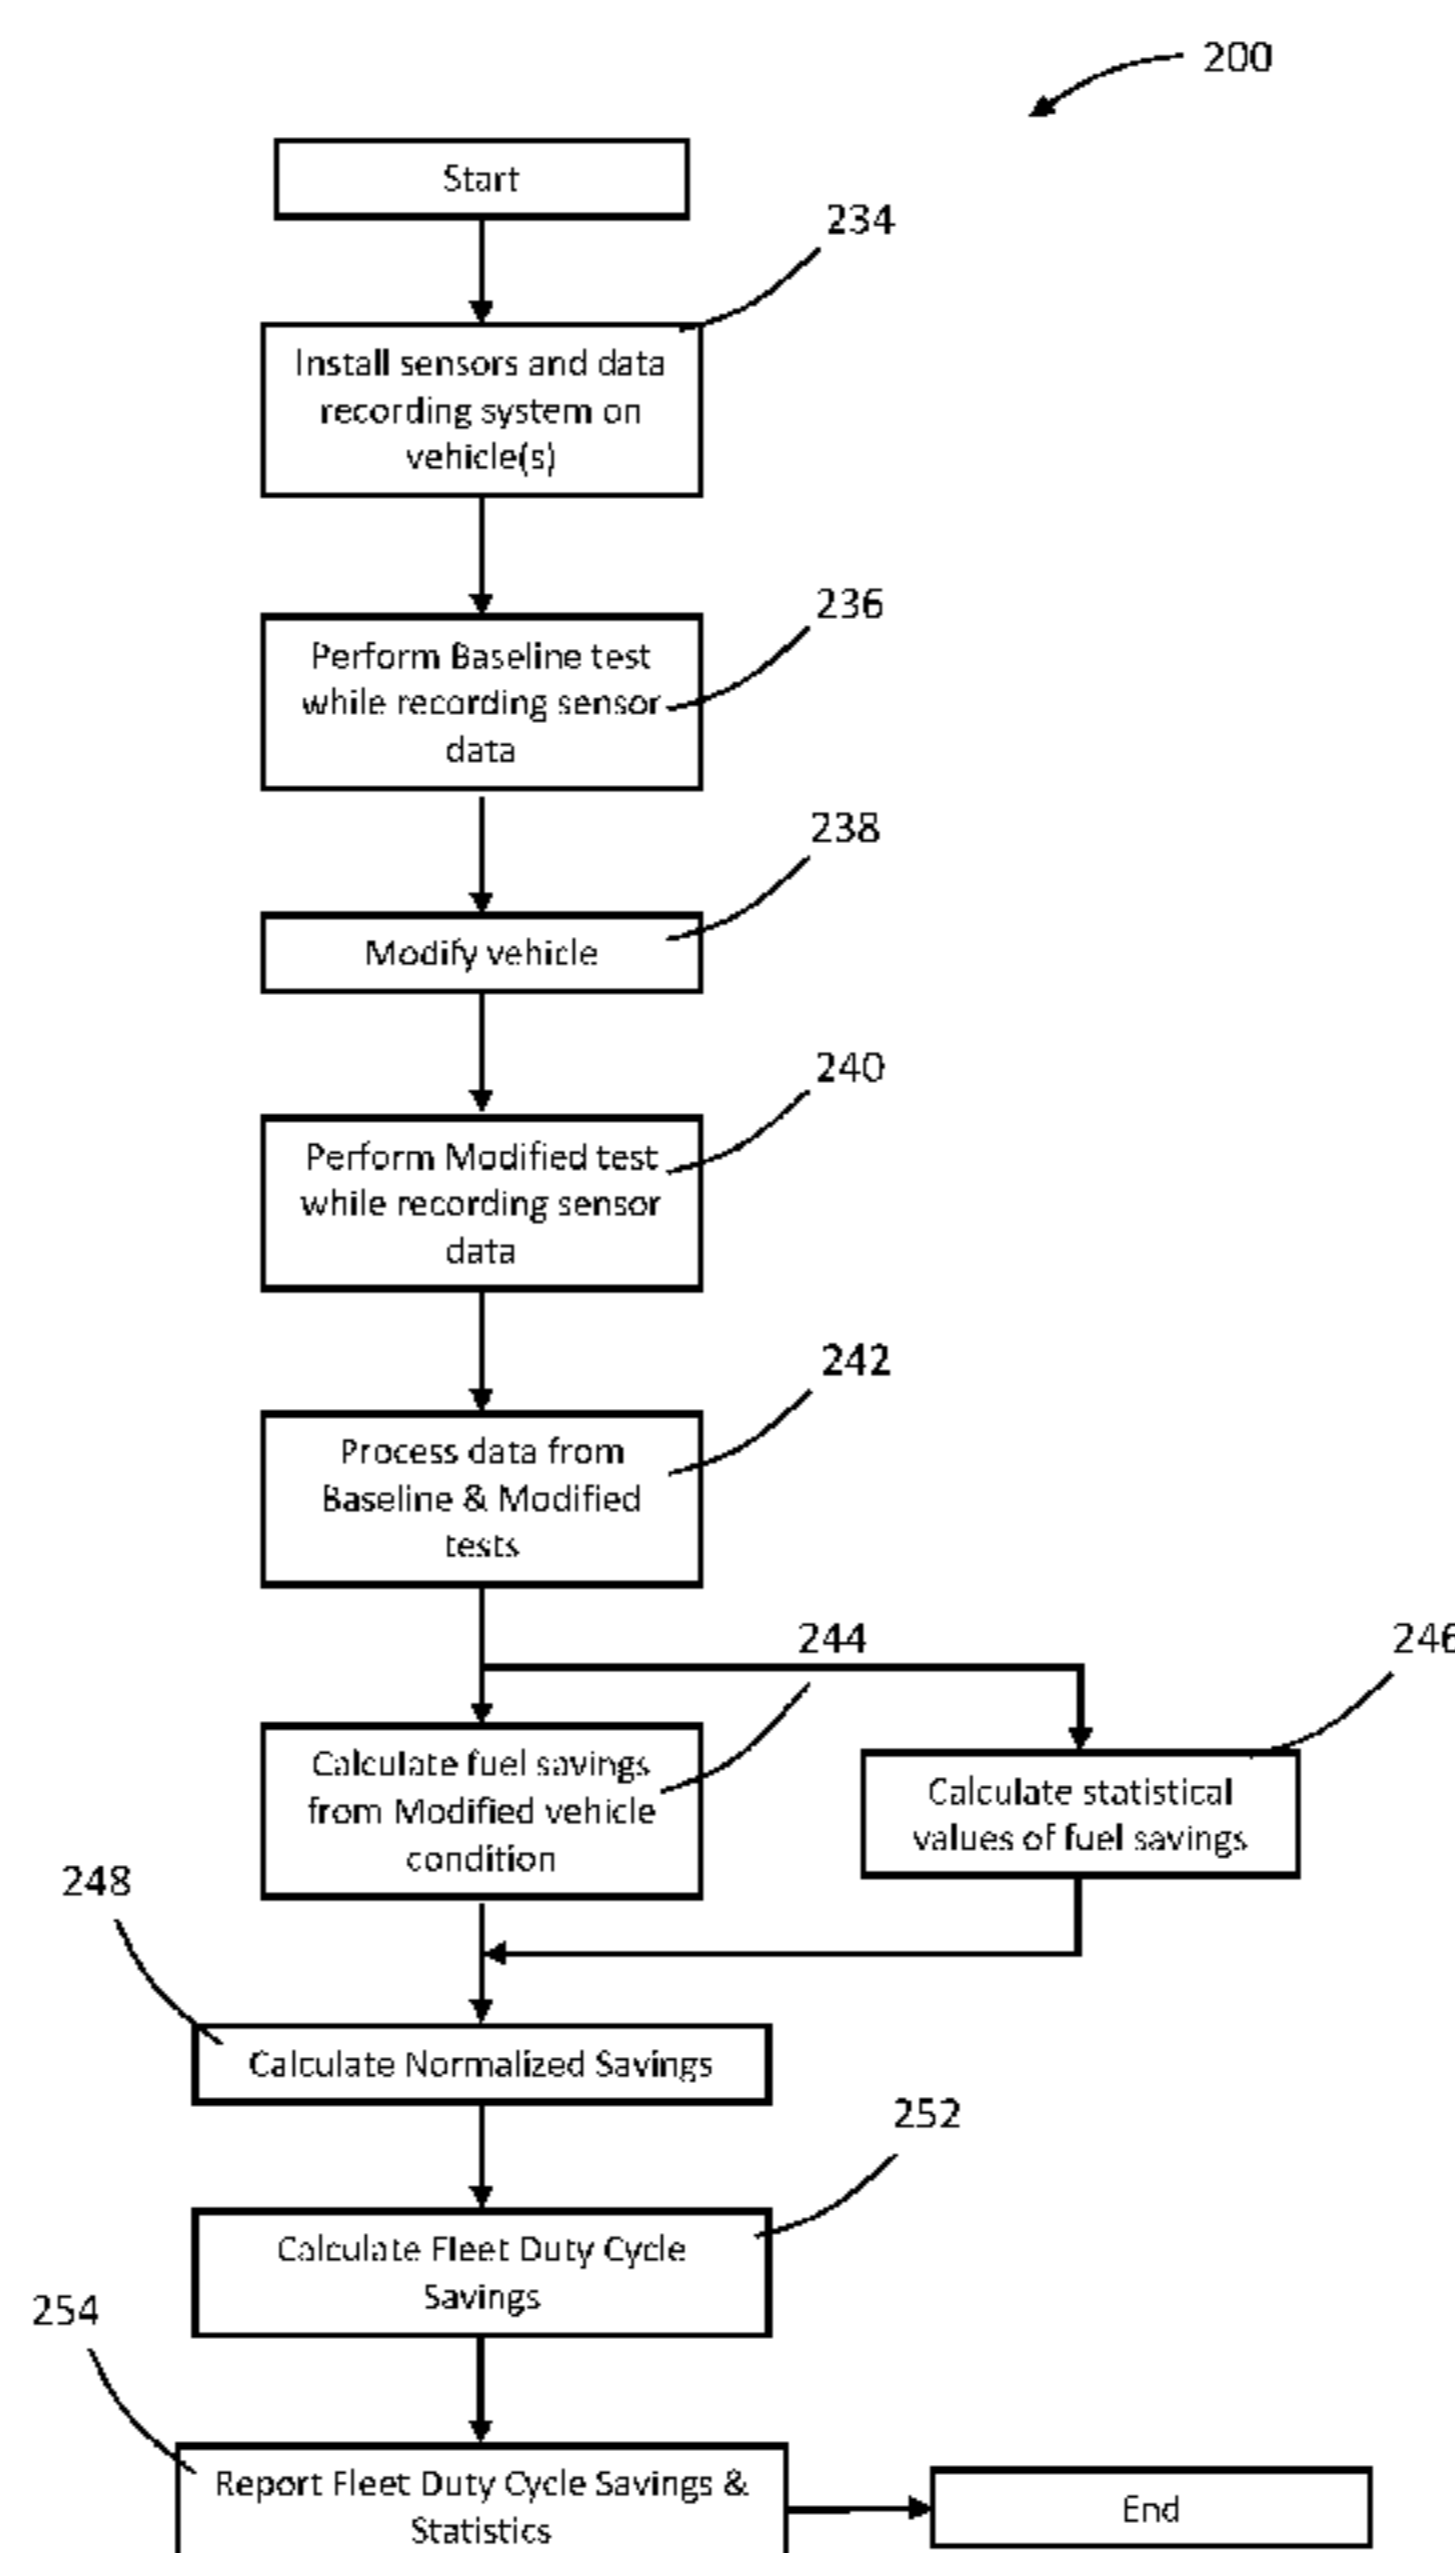 200
Start
234
Install sensors and data
recording system on
vehicle(s)
236
Perform Baseline test
while recording sensor
data
238
Modify vehicle
240
Perform Modified test
while recording sensor
data
242
Process data from
Baseline & Modified
tests
244
246
Calculate fuel savings
from Modified vehicle
condition
Calculate statistical
values of fuel savings
248
Calculate Normalized Savings
252
Calculate Fleet Duty Cycle
Savings
254
Report Fleet Duty Cycle Savings &
Statistics
End